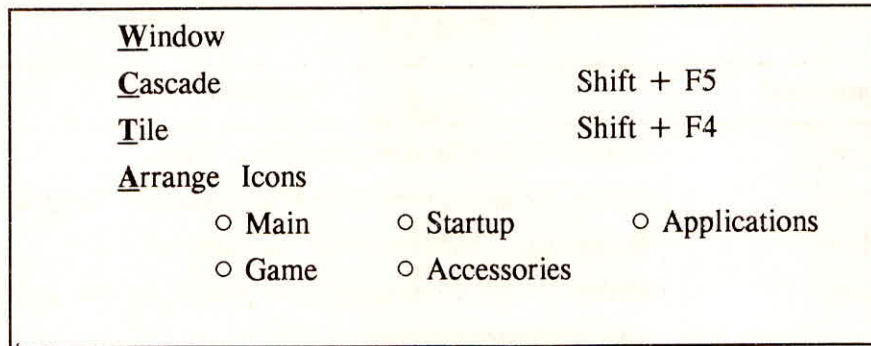 Window
Cascade Shift + F5
Tile Shift + F4
Arrange Icons
○ Main ○ Startup ○ Applications
○ Game ○ Accessories